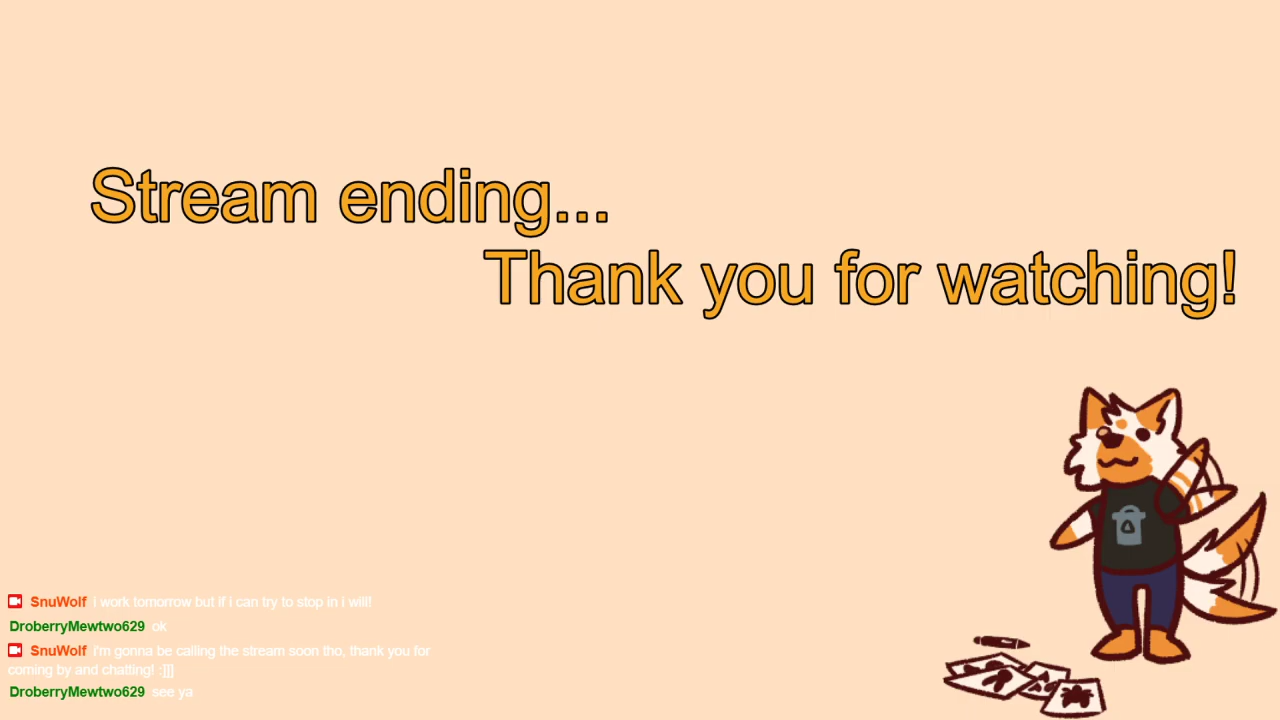 Stream ending...
Thank you for watching!
SnuWolf i work tomorrow but if i can try to stop in i will!
DroberryMewtwo629 ok
SnuWolf i'm gonna be calling the stream soon tho, thank you for
coming by and chatting! :]]]
DroberryMewtwo629 see ya